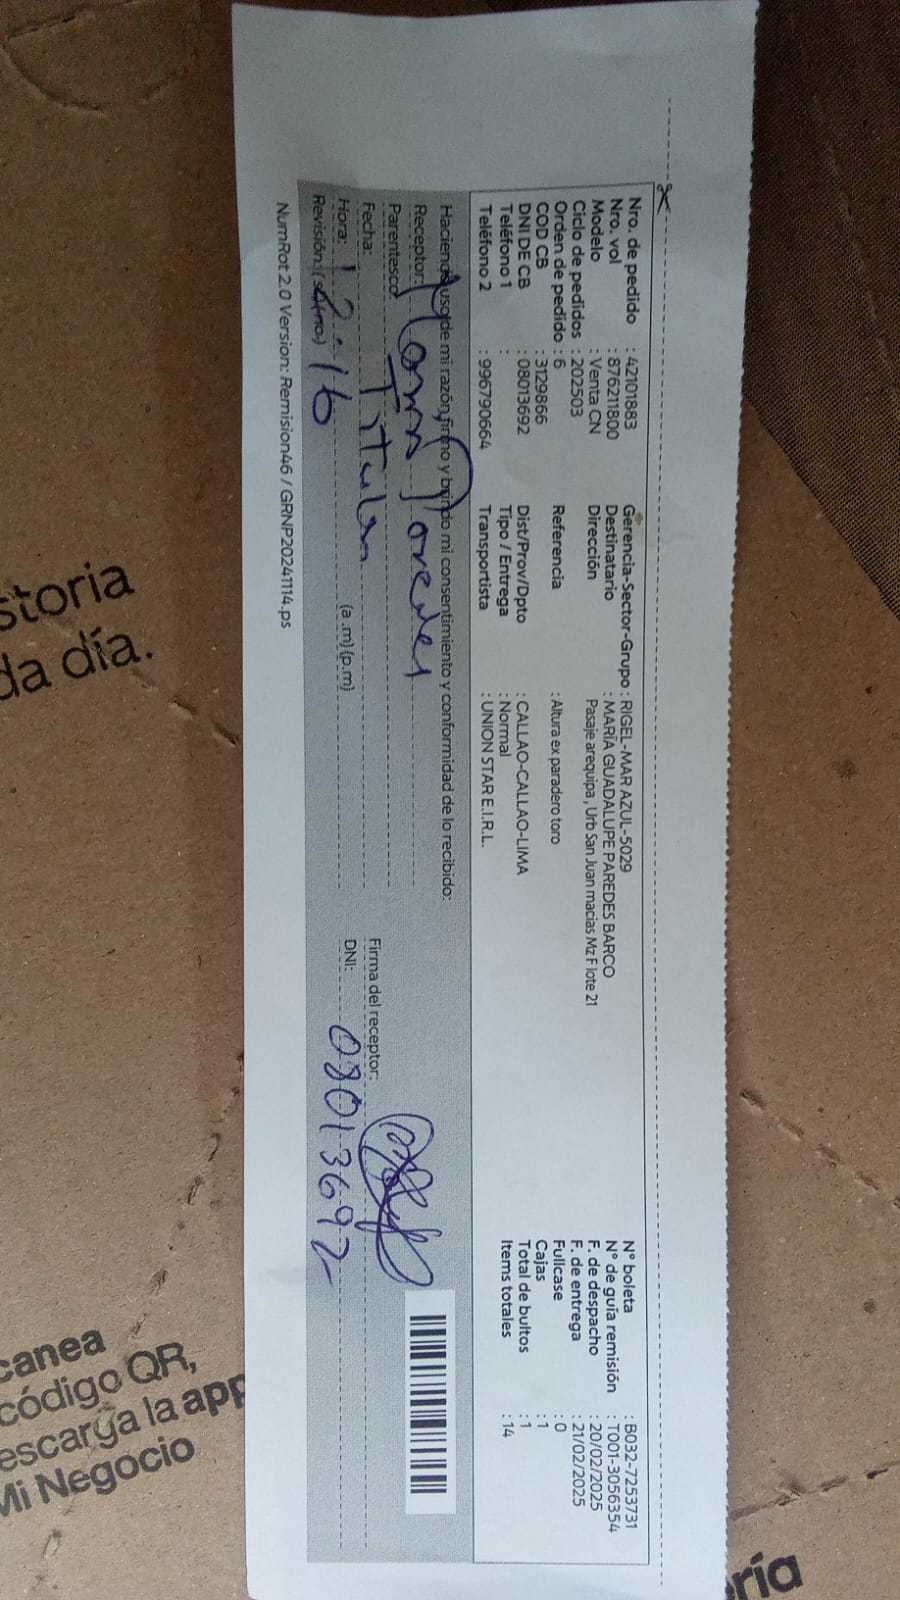 Nro. de pedido : 42101883
Nro. vol : 876211800
Modelo : Venta CN
Ciclo de pedidos : 202503
Orden de pedido : 6
COD CB : 3129866
DNI DE CB : 08013692
Teléfono 1 :
Teléfono 2 : 996790664
Gerencia-Sector-Grupo : RIGEL-MAR AZUL-5029
Destinatario : MARÍA GUADALUPE PAREDES BARCO
Dirección Pasaje arequipa , Urb San Juan macias Mz F lote 21
Referencia : Altura ex paradero toro
Dist/Prov/Dpto : CALLAO-CALLAO-LIMA
Tipo / Entrega : Normal
Transportista : UNION STAR E.I.R.L.
N° boleta : B032-7253731
N° de guía remisión : T001-3056354
F. de despacho : 20/02/2025
F. de entrega : 21/02/2025
Fullcase : 0
Cajas : 1
Total de bultos : 1
Items totales : 14
Haciendo uso de mi razón, firmo y brindo mi consentimiento y conformidad de lo recibido:
Receptor: María Paredes
Parentesco: Titular
Fecha:
Hora: 12:16 (a .m) (p.m)
Revisión:
Firma del receptor:
DNI: 08013692
NumRot 2.0 Version: Remision46 / GRNP20241114.ps
storia
da día.
canea
código QR,
escarga la app
Mi Negocio
ría